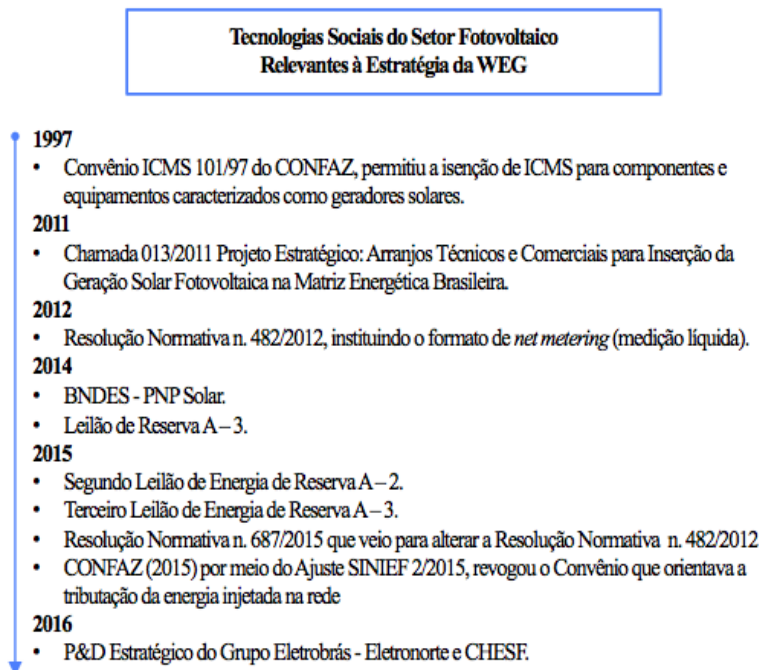 Tecnologias Sociais do Setor Fotovoltaico
Relevantes à Estratégia da WEG
1997
• Convênio ICMS 101/97 do CONFAZ, permitiu a isenção de ICMS para componentes e
equipamentos caracterizados como geradores solares.
2011
• Chamada 013/2011 Projeto Estratégico: Arranjos Técnicos e Comerciais para Inserção da
Geração Solar Fotovoltaica na Matriz Energética Brasileira.
2012
• Resolução Normativa n. 482/2012, instituindo o formato de net metering (medição líquida).
2014
• BNDES - PNP Solar.
• Leilão de Reserva A – 3.
2015
• Segundo Leilão de Energia de Reserva A – 2.
• Terceiro Leilão de Energia de Reserva A – 3.
• Resolução Normativa n. 687/2015 que veio para alterar a Resolução Normativa n. 482/2012
• CONFAZ (2015) por meio do Ajuste SINIEF 2/2015, revogou o Convênio que orientava a
tributação da energia injetada na rede
2016
• P&D Estratégico do Grupo Eletrobrás - Eletronorte e CHESF.